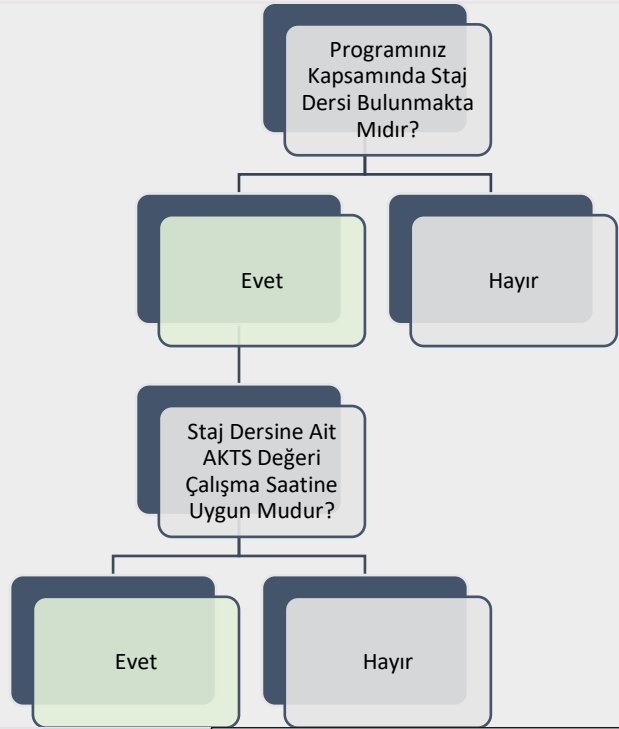 Programınız
Kapsamında Staj
Dersi Bulunmakta
Mıdır?
Evet
Hayır
Staj Dersine Ait
AKTS Değeri
Çalışma Saatine
Uygun Mudur?
Evet
Hayır